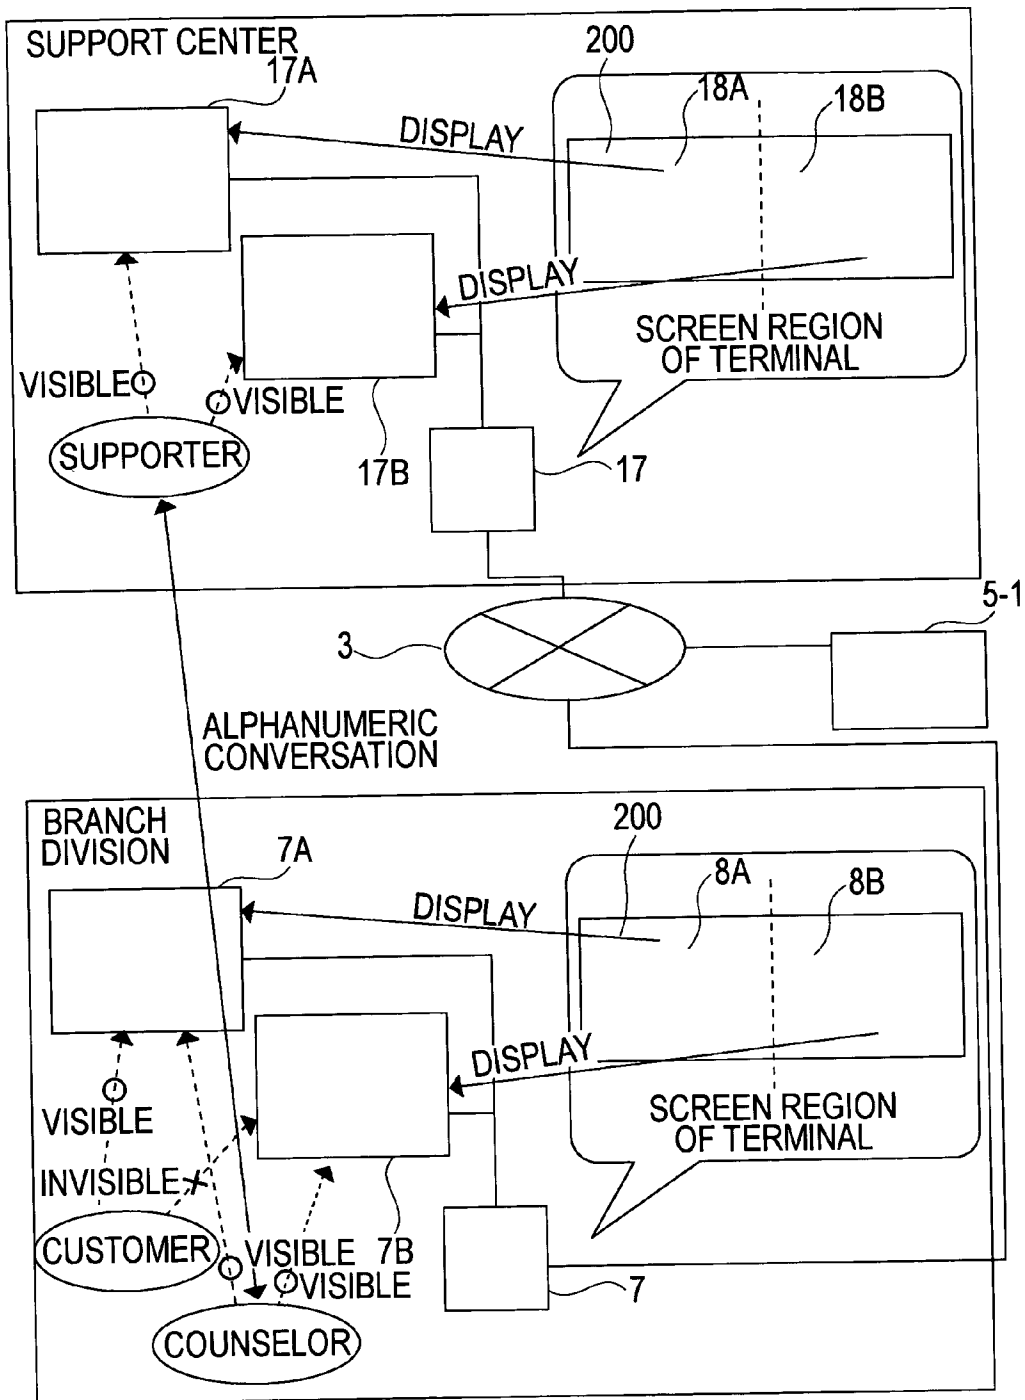 SUPPORT CENTER
17A
200
18A
18B
DISPLAY
DISPLAY
SCREEN REGION
OF TERMINAL
VISIBLE
VISIBLE
SUPPORTER
17B
17
5-1
3
ALPHANUMERIC
CONVERSATION
BRANCH
DIVISION
7A
200
8A
8B
DISPLAY
DISPLAY
SCREEN REGION
OF TERMINAL
VISIBLE
INVISIBLE
CUSTOMER
VISIBLE
7B
VISIBLE
7
COUNSELOR